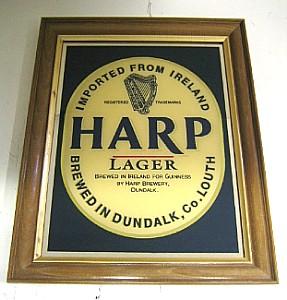 IMPORTED FROM IRELAND
REGISTERED TRADEMARKS
HARP
LAGER
BREWED IN IRELAND FOR GUINNESS
BY HARP BREWERY,
DUNDALK.
BREWED IN DUNDALK, Co. LOUTH